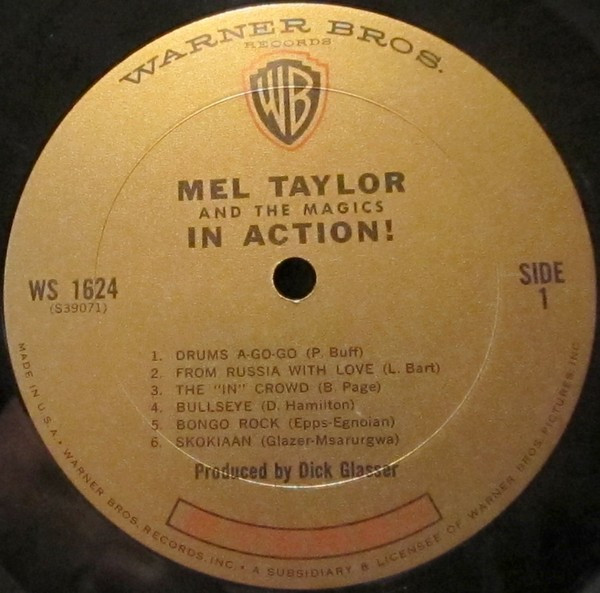 WARNER BROS.
RECORDS
WB
MEL TAYLOR
AND THE MAGICS
IN ACTION!
WS 1624
(S39071)
SIDE
1
1. DRUMS A-GO-GO (P. Buff)
2. FROM RUSSIA WITH LOVE (L. Bart)
3. THE "IN" CROWD (B. Page)
4. BULLSEYE (D. Hamilton)
5. BONGO ROCK (Epps-Egnoian)
6. SKOKIAAN (Glazer-Msarurgwa)
Produced by Dick Glasser
MADE IN U.S.A. • WARNER BROS. RECORDS, INC. • A SUBSIDIARY & LICENSEE OF WARNER BROS. PICTURES, INC.